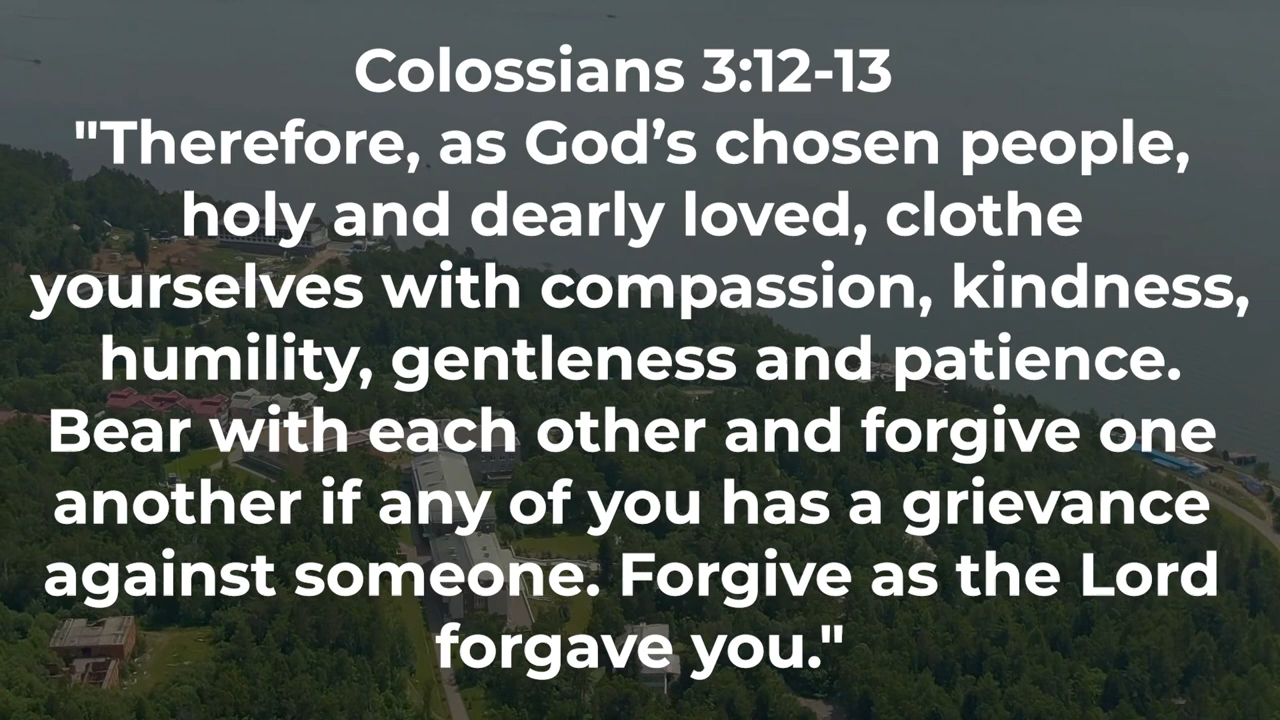 Colossians 3:12-13
"Therefore, as God’s chosen people,
holy and dearly loved, clothe
yourselves with compassion, kindness,
humility, gentleness and patience.
Bear with each other and forgive one
another if any of you has a grievance
against someone. Forgive as the Lord
forgave you."